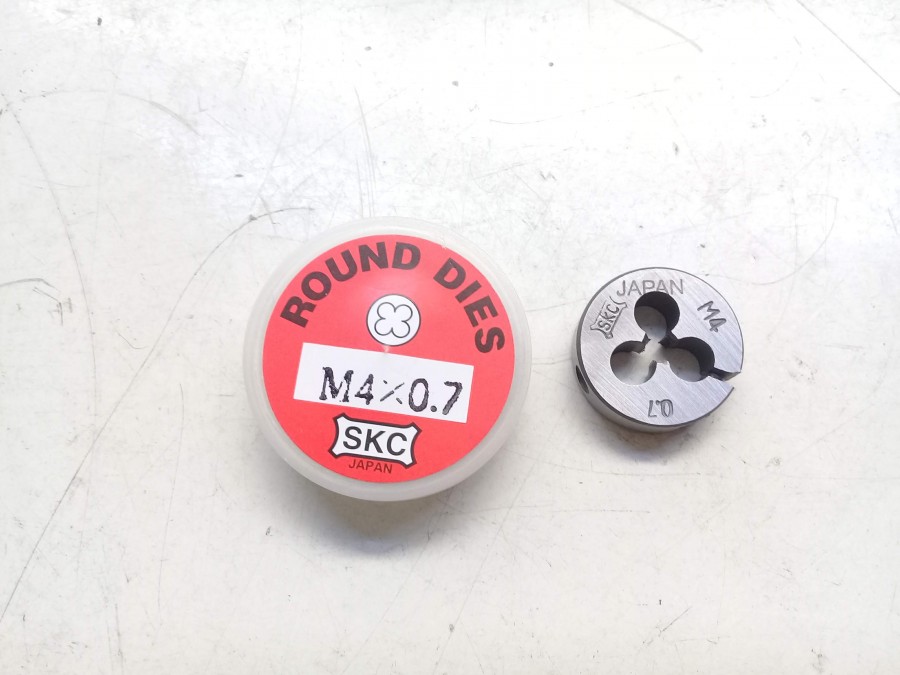 ROUND DIES
M4×0.7
SKC
JAPAN
JAPAN
SKC
M4
0.7